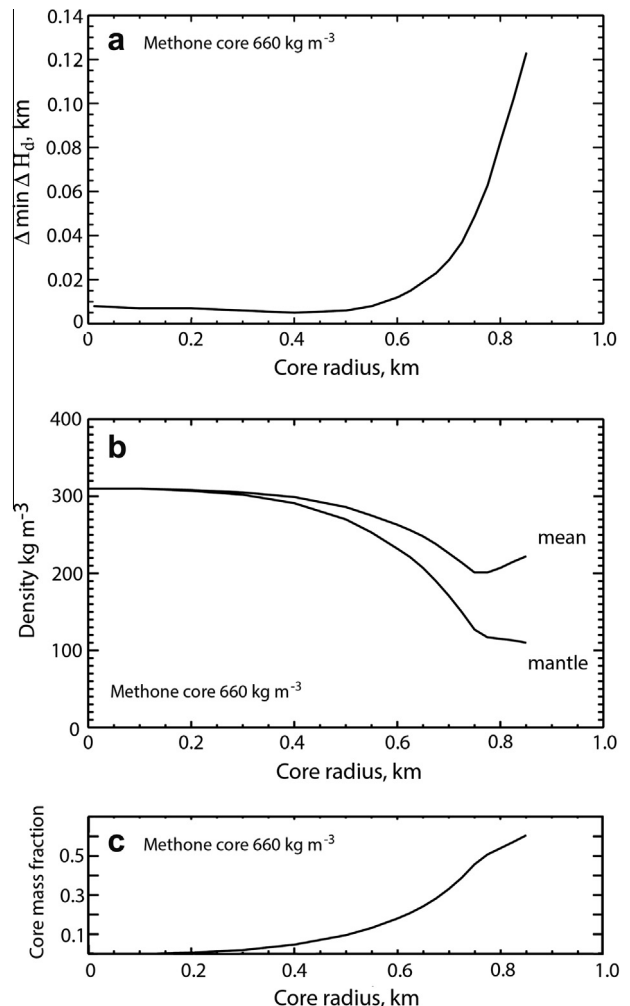 0.14
a Methone core 660 kg m-3
0.12
0.10
0.08
0.06
0.04
0.02
0
Δ min Δ Hd, km
0 0.2 0.4 0.6 0.8 1.0
Core radius, km
400
b
300
200
100
0
Density kg m-3
mean
mantle
Methone core 660 kg m-3
0 0.2 0.4 0.6 0.8 1.0
Core radius, km
c Methone core 660 kg m-3
0.5
0.3
0.1
Core mass fraction
0 0.2 0.4 0.6 0.8 1.0
Core radius, km